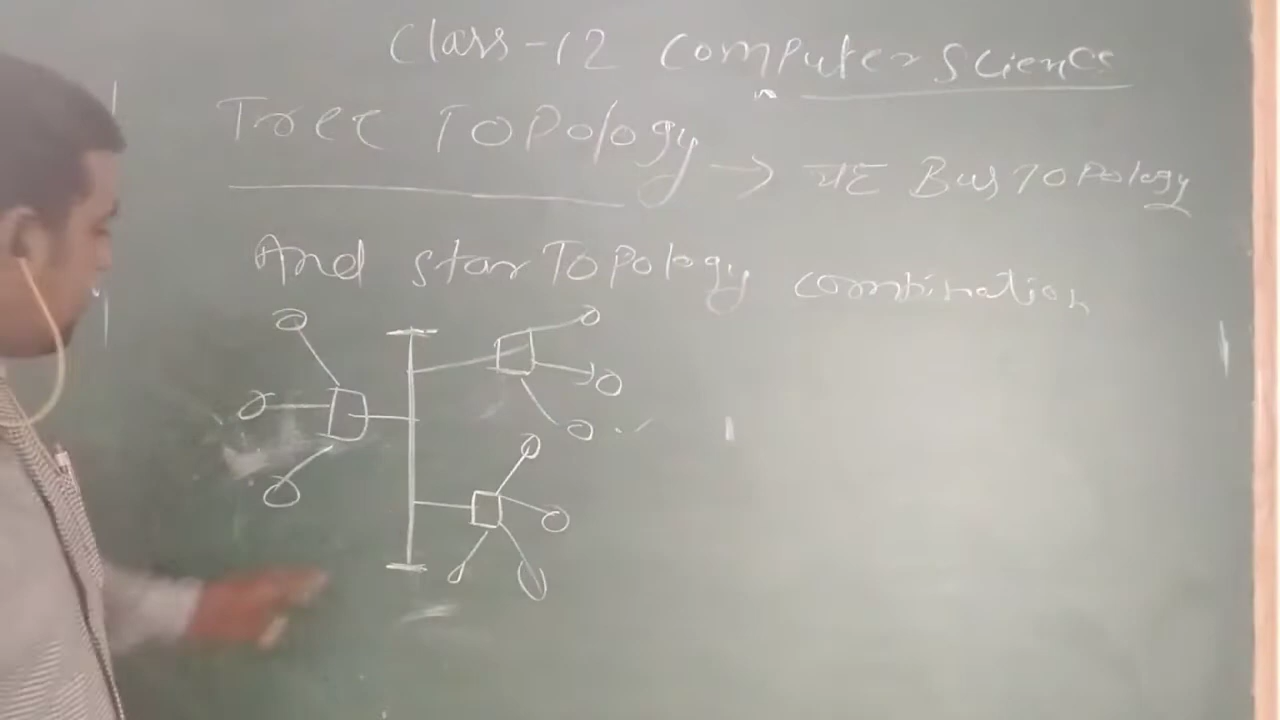 Class-12 Computer Science
Tree Topology → यह Bus Topology
And star Topology combination